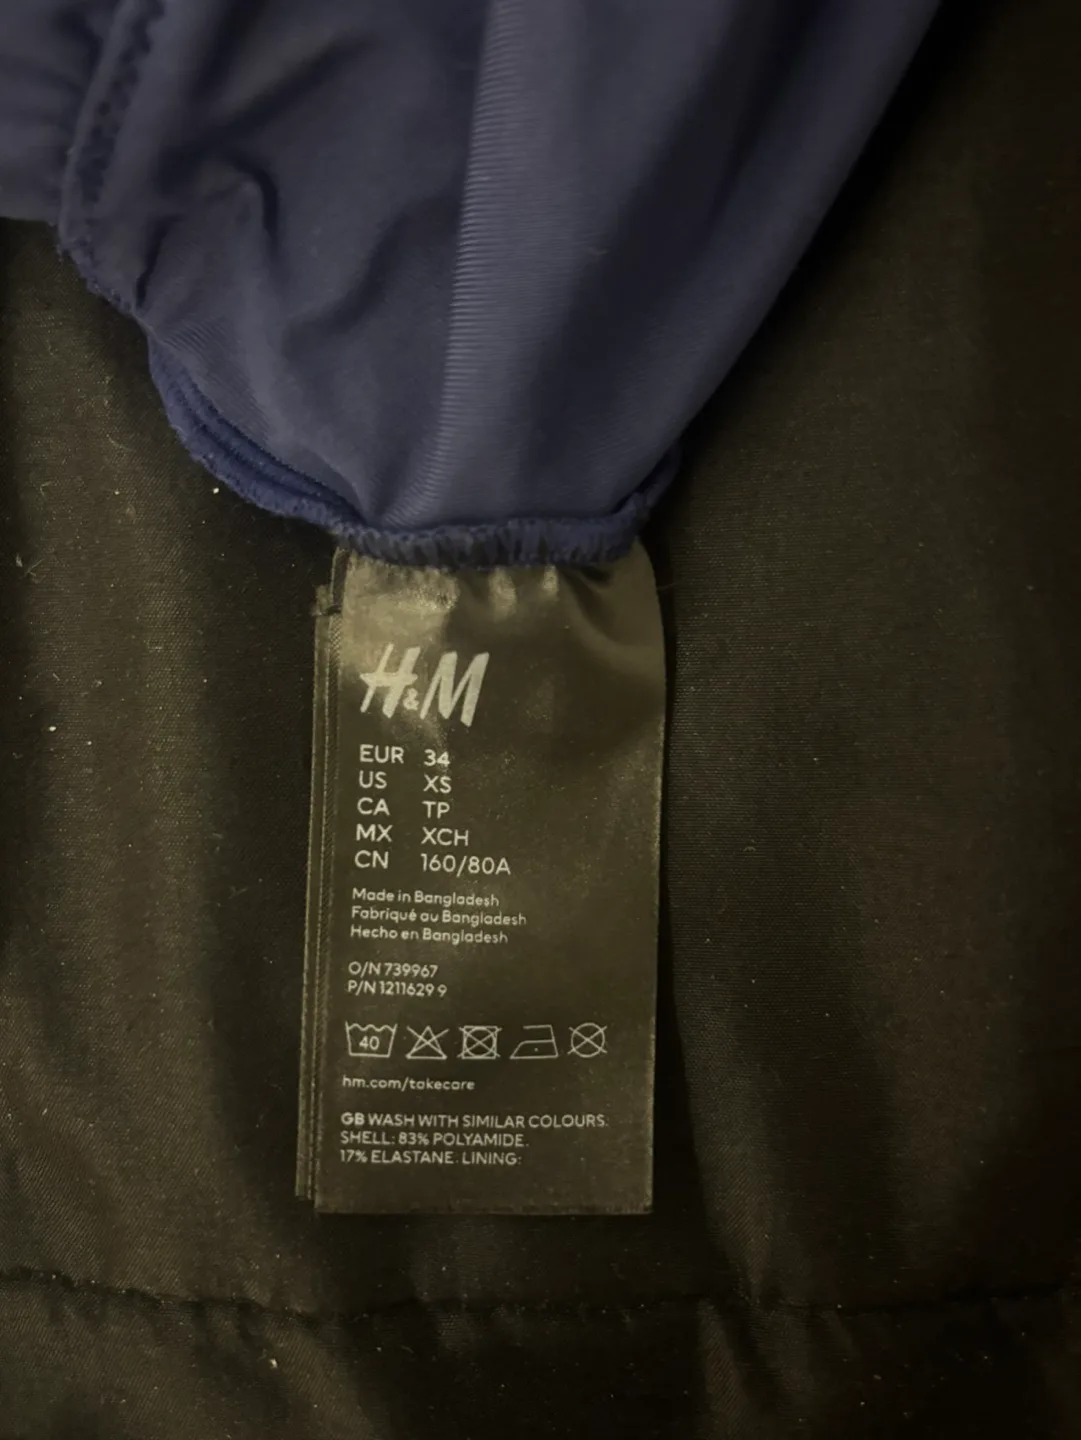 H&M
EUR 34
US XS
CA TP
MX XCH
CN 160/80A
Made in Bangladesh
Fabriqué au Bangladesh
Hecho en Bangladesh
O/N 739967
P/N 1211629 9
40
hm.com/takecare
GB WASH WITH SIMILAR COLOURS.
SHELL: 83% POLYAMIDE.
17% ELASTANE. LINING: